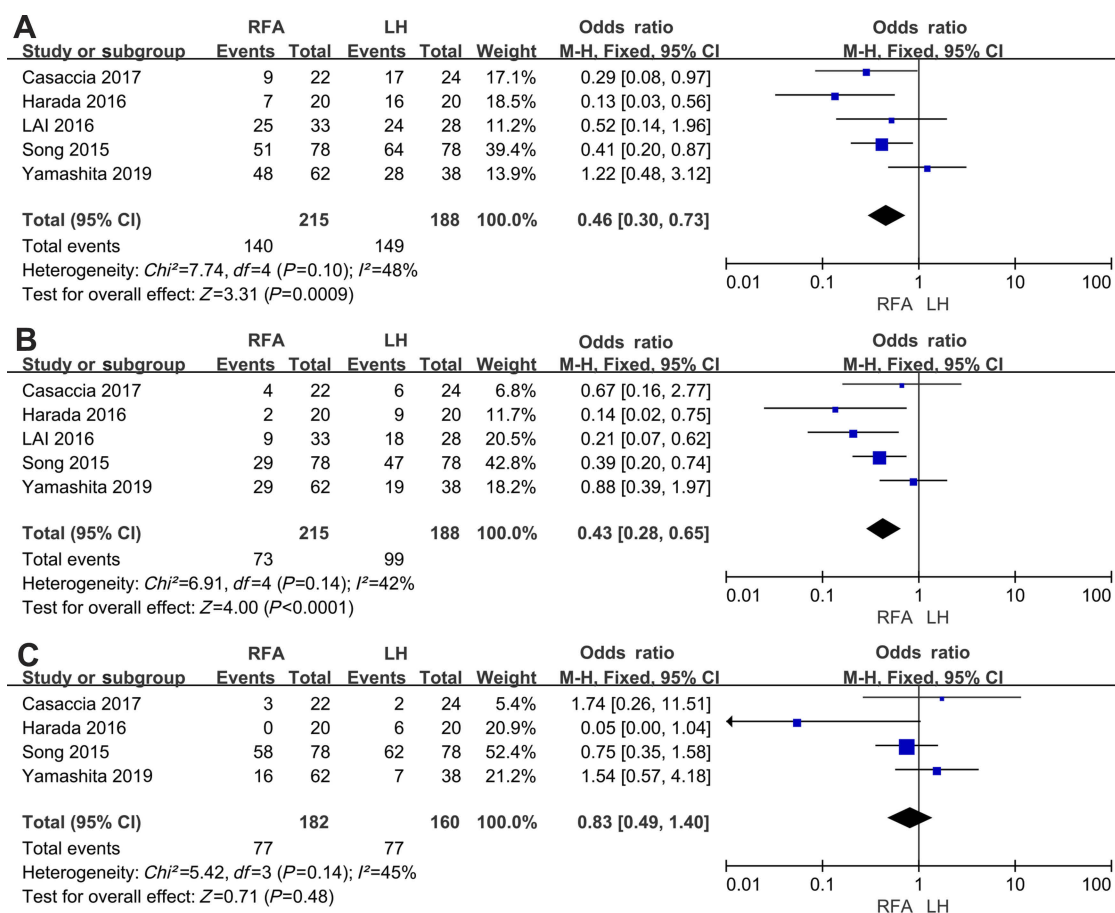 A
RFA LH Odds ratio Odds ratio
Study or subgroup Events Total Events Total Weight M-H, Fixed, 95% CI M-H, Fixed, 95% CI
Casaccia 2017 9 22 17 24 17.1% 0.29 [0.08, 0.97]
Harada 2016 7 20 16 20 18.5% 0.13 [0.03, 0.56]
LAI 2016 25 33 24 28 11.2% 0.52 [0.14, 1.96]
Song 2015 51 78 64 78 39.4% 0.41 [0.20, 0.87]
Yamashita 2019 48 62 28 38 13.9% 1.22 [0.48, 3.12]
Total (95% CI) 215 188 100.0% 0.46 [0.30, 0.73]
Total events 140 149
Heterogeneity: Chi²=7.74, df=4 (P=0.10); I²=48%
Test for overall effect: Z=3.31 (P=0.0009)
0.01 0.1 1 10 100
RFA LH
B
RFA LH Odds ratio Odds ratio
Study or subgroup Events Total Events Total Weight M-H, Fixed, 95% CI M-H, Fixed, 95% CI
Casaccia 2017 4 22 6 24 6.8% 0.67 [0.16, 2.77]
Harada 2016 2 20 9 20 11.7% 0.14 [0.02, 0.75]
LAI 2016 9 33 18 28 20.5% 0.21 [0.07, 0.62]
Song 2015 29 78 47 78 42.8% 0.39 [0.20, 0.74]
Yamashita 2019 29 62 19 38 18.2% 0.88 [0.39, 1.97]
Total (95% CI) 215 188 100.0% 0.43 [0.28, 0.65]
Total events 73 99
Heterogeneity: Chi²=6.91, df=4 (P=0.14); I²=42%
Test for overall effect: Z=4.00 (P<0.0001)
0.01 0.1 1 10 100
RFA LH
C
RFA LH Odds ratio Odds ratio
Study or subgroup Events Total Events Total Weight M-H, Fixed, 95% CI M-H, Fixed, 95% CI
Casaccia 2017 3 22 2 24 5.4% 1.74 [0.26, 11.51]
Harada 2016 0 20 6 20 20.9% 0.05 [0.00, 1.04]
Song 2015 58 78 62 78 52.4% 0.75 [0.35, 1.58]
Yamashita 2019 16 62 7 38 21.2% 1.54 [0.57, 4.18]
Total (95% CI) 182 160 100.0% 0.83 [0.49, 1.40]
Total events 77 77
Heterogeneity: Chi²=5.42, df=3 (P=0.14); I²=45%
Test for overall effect: Z=0.71 (P=0.48)
0.01 0.1 1 10 100
RFA LH